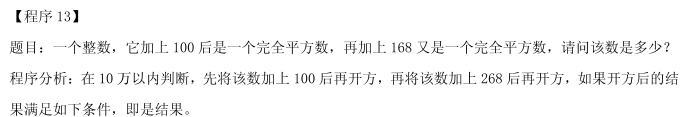 【程序 13】
题目：一个整数，它加上 100 后是一个完全平方数，再加上 168 又是一个完全平方数，请问该数是多少？
程序分析：在 10 万以内判断，先将该数加上 100 后再开方，再将该数加上 268 后再开方，如果开方后的结
果满足如下条件，即是结果。